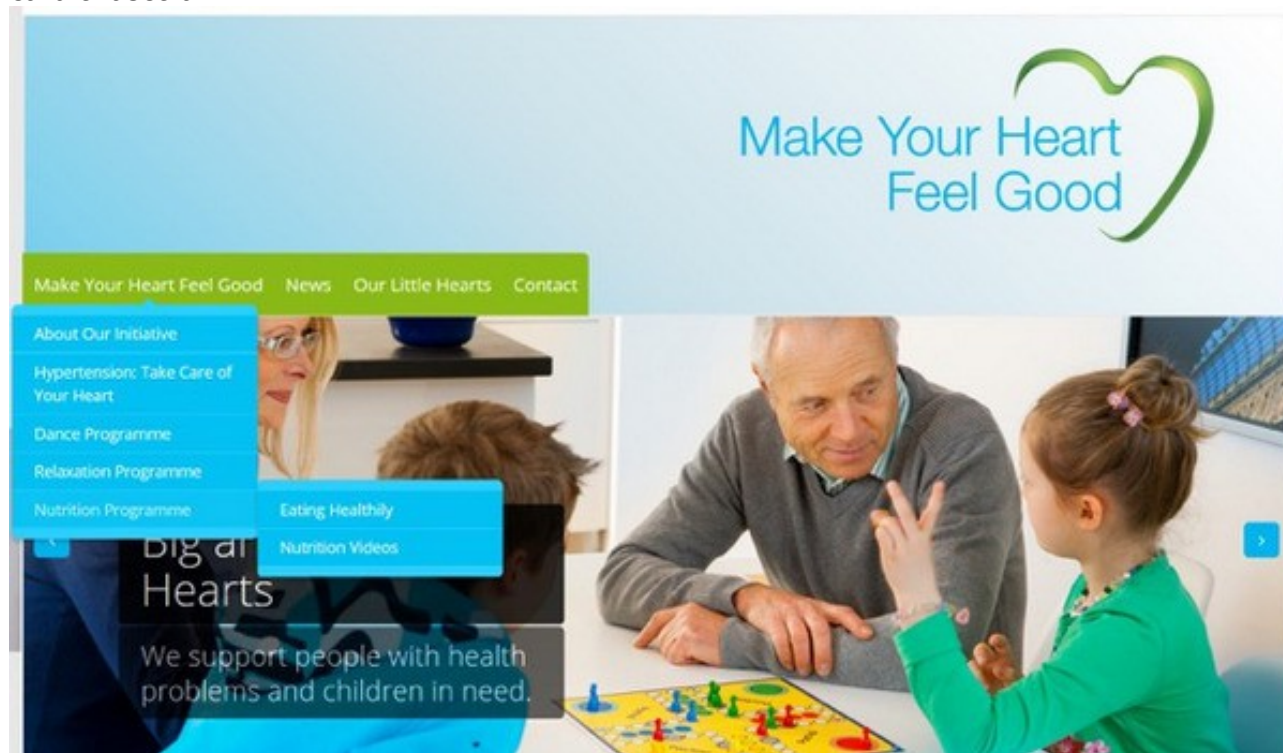 Make Your Heart
Feel Good
Make Your Heart Feel Good News Our Little Hearts Contact
About Our Initiative
Hypertension: Take Care of
Your Heart
Dance Programme
Relaxation Programme
Nutrition Programme
Eating Healthily
Nutrition Videos
Big
Hearts
We support people with health
problems and children in need.